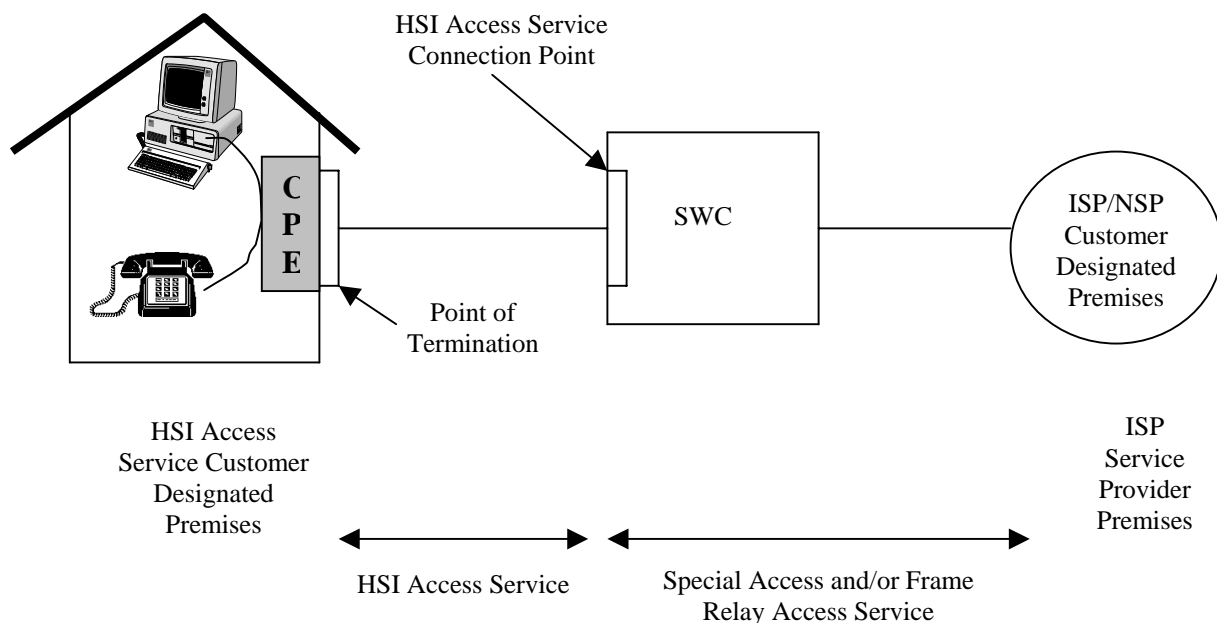 HSI Access Service
Connection Point
C
P
E
SWC
ISP/NSP
Customer
Designated
Premises
Point of
Termination
HSI Access
Service Customer
Designated
Premises
ISP
Service
Provider
Premises
HSI Access Service
Special Access and/or Frame
Relay Access Service